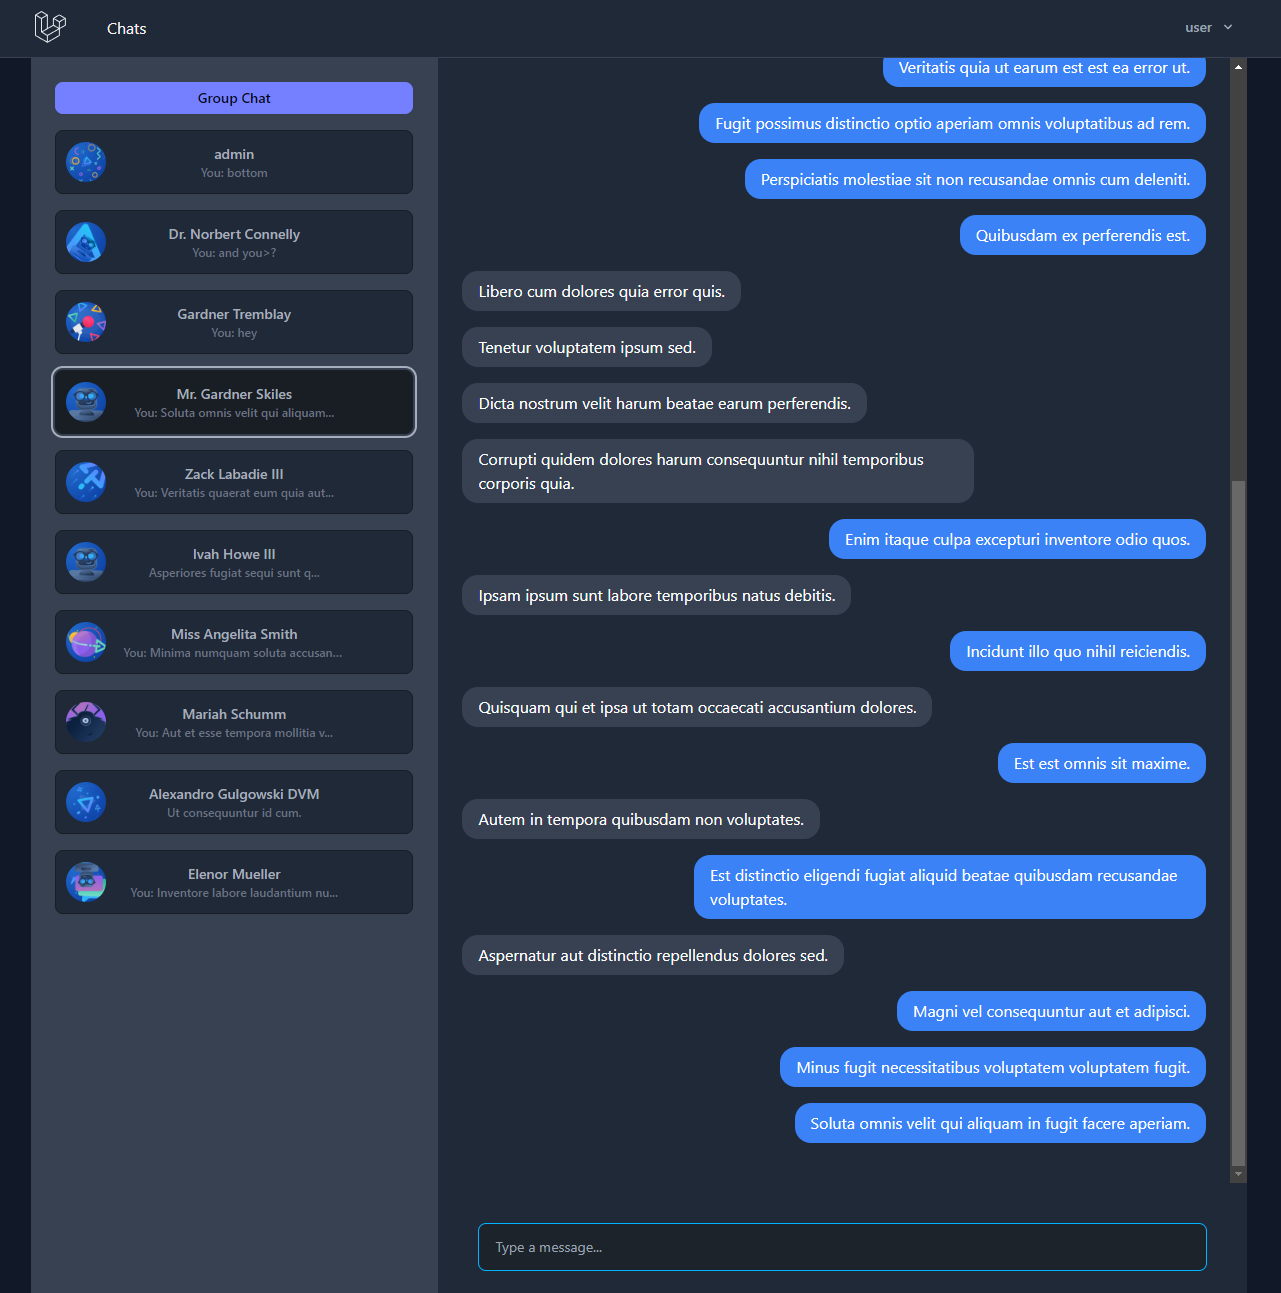 Chats
user
Group Chat
admin
You: bottom
Dr. Norbert Connelly
You: and you>?
Gardner Tremblay
You: hey
Mr. Gardner Skiles
You: Soluta omnis velit qui aliquam...
Zack Labadie III
You: Veritatis quaerat eum quia aut...
Ivah Howe III
Asperiores fugiat sequi sunt q...
Miss Angelita Smith
You: Minima numquam soluta accusan...
Mariah Schumm
You: Aut et esse tempora mollitia v...
Alexandro Gulgowski DVM
Ut consequuntur id cum.
Elenor Mueller
You: Inventore labore laudantium nu...
Veritatis quia ut earum est est ea error ut.
Fugit possimus distinctio optio aperiam omnis voluptatibus ad rem.
Perspiciatis molestiae sit non recusandae omnis cum deleniti.
Quibusdam ex perferendis est.
Libero cum dolores quia error quis.
Tenetur voluptatem ipsum sed.
Dicta nostrum velit harum beatae earum perferendis.
Corrupti quidem dolores harum consequuntur nihil temporibus
corporis quia.
Enim itaque culpa excepturi inventore odio quos.
Ipsam ipsum sunt labore temporibus natus debitis.
Incidunt illo quo nihil reiciendis.
Quisquam qui et ipsa ut totam occaecati accusantium dolores.
Est est omnis sit maxime.
Autem in tempora quibusdam non voluptates.
Est distinctio eligendi fugiat aliquid beatae quibusdam recusandae
voluptates.
Aspernatur aut distinctio repellendus dolores sed.
Magni vel consequuntur aut et adipisci.
Minus fugit necessitatibus voluptatem voluptatem fugit.
Soluta omnis velit qui aliquam in fugit facere aperiam.
Type a message...